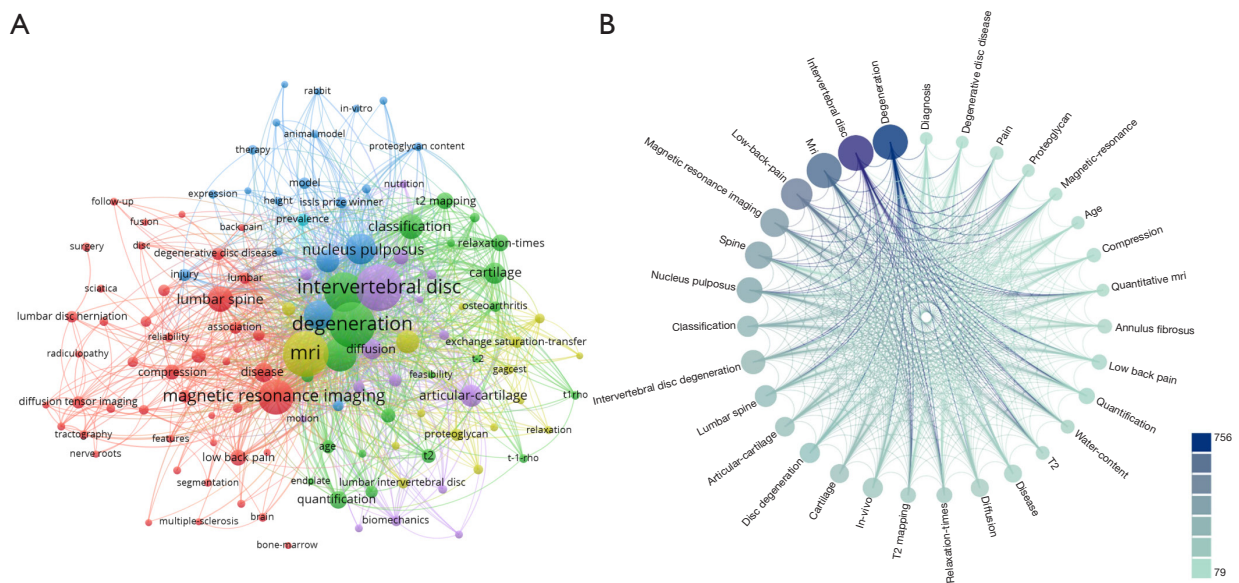 A
rabbit
in-vitro
animal model
therapy
proteoglycan content
model
nutrition
expression
height
issls prize winner
t2 mapping
follow-up
prevalence
classification
fusion
back pain
surgery
disc
nucleus pulposus
relaxation-times
degenerative disc disease
injury
lumbar
cartilage
sciatica
intervertebral disc
lumbar spine
osteoarthritis
lumbar disc herniation
association
degeneration
reliability
exchange saturation-transfer
radiculopathy
mri
diffusion
t-2
compression
disease
feasibility
gagcest
magnetic resonance imaging
articular-cartilage
t1rho
diffusion tensor imaging
motion
tractography
features
age
proteoglycan
relaxation
nerve roots
low back pain
t2
t-1-rho
segmentation
endplate
lumbar intervertebral disc
quantification
multiple-sclerosis
brain
biomechanics
bone-marrow
B
Degeneration
Diagnosis
Degenerative disc disease
Pain
Proteoglycan
Magnetic-resonance
Age
Compression
Quantitative mri
Annulus fibrosus
Low back pain
Quantification
Water-content
T2
Disease
Diffusion
Relaxation-times
T2 mapping
In-vivo
Cartilage
Disc degeneration
Articular-cartilage
Lumbar spine
Intervertebral disc degeneration
Classification
Nucleus pulposus
Spine
Magnetic resonance imaging
Low-back-pain
Mri
Intervertebral disc
756
79